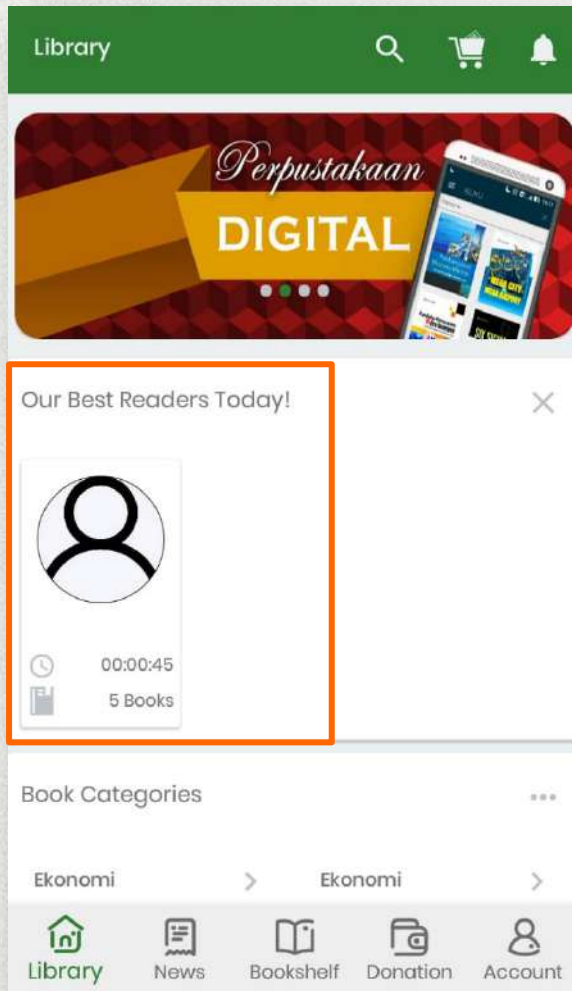 Library
Perpustakaan
DIGITAL
Our Best Readers Today!
00:00:45
5 Books
Book Categories
Ekonomi
Ekonomi
Library
News
Bookshelf
Donation
Account